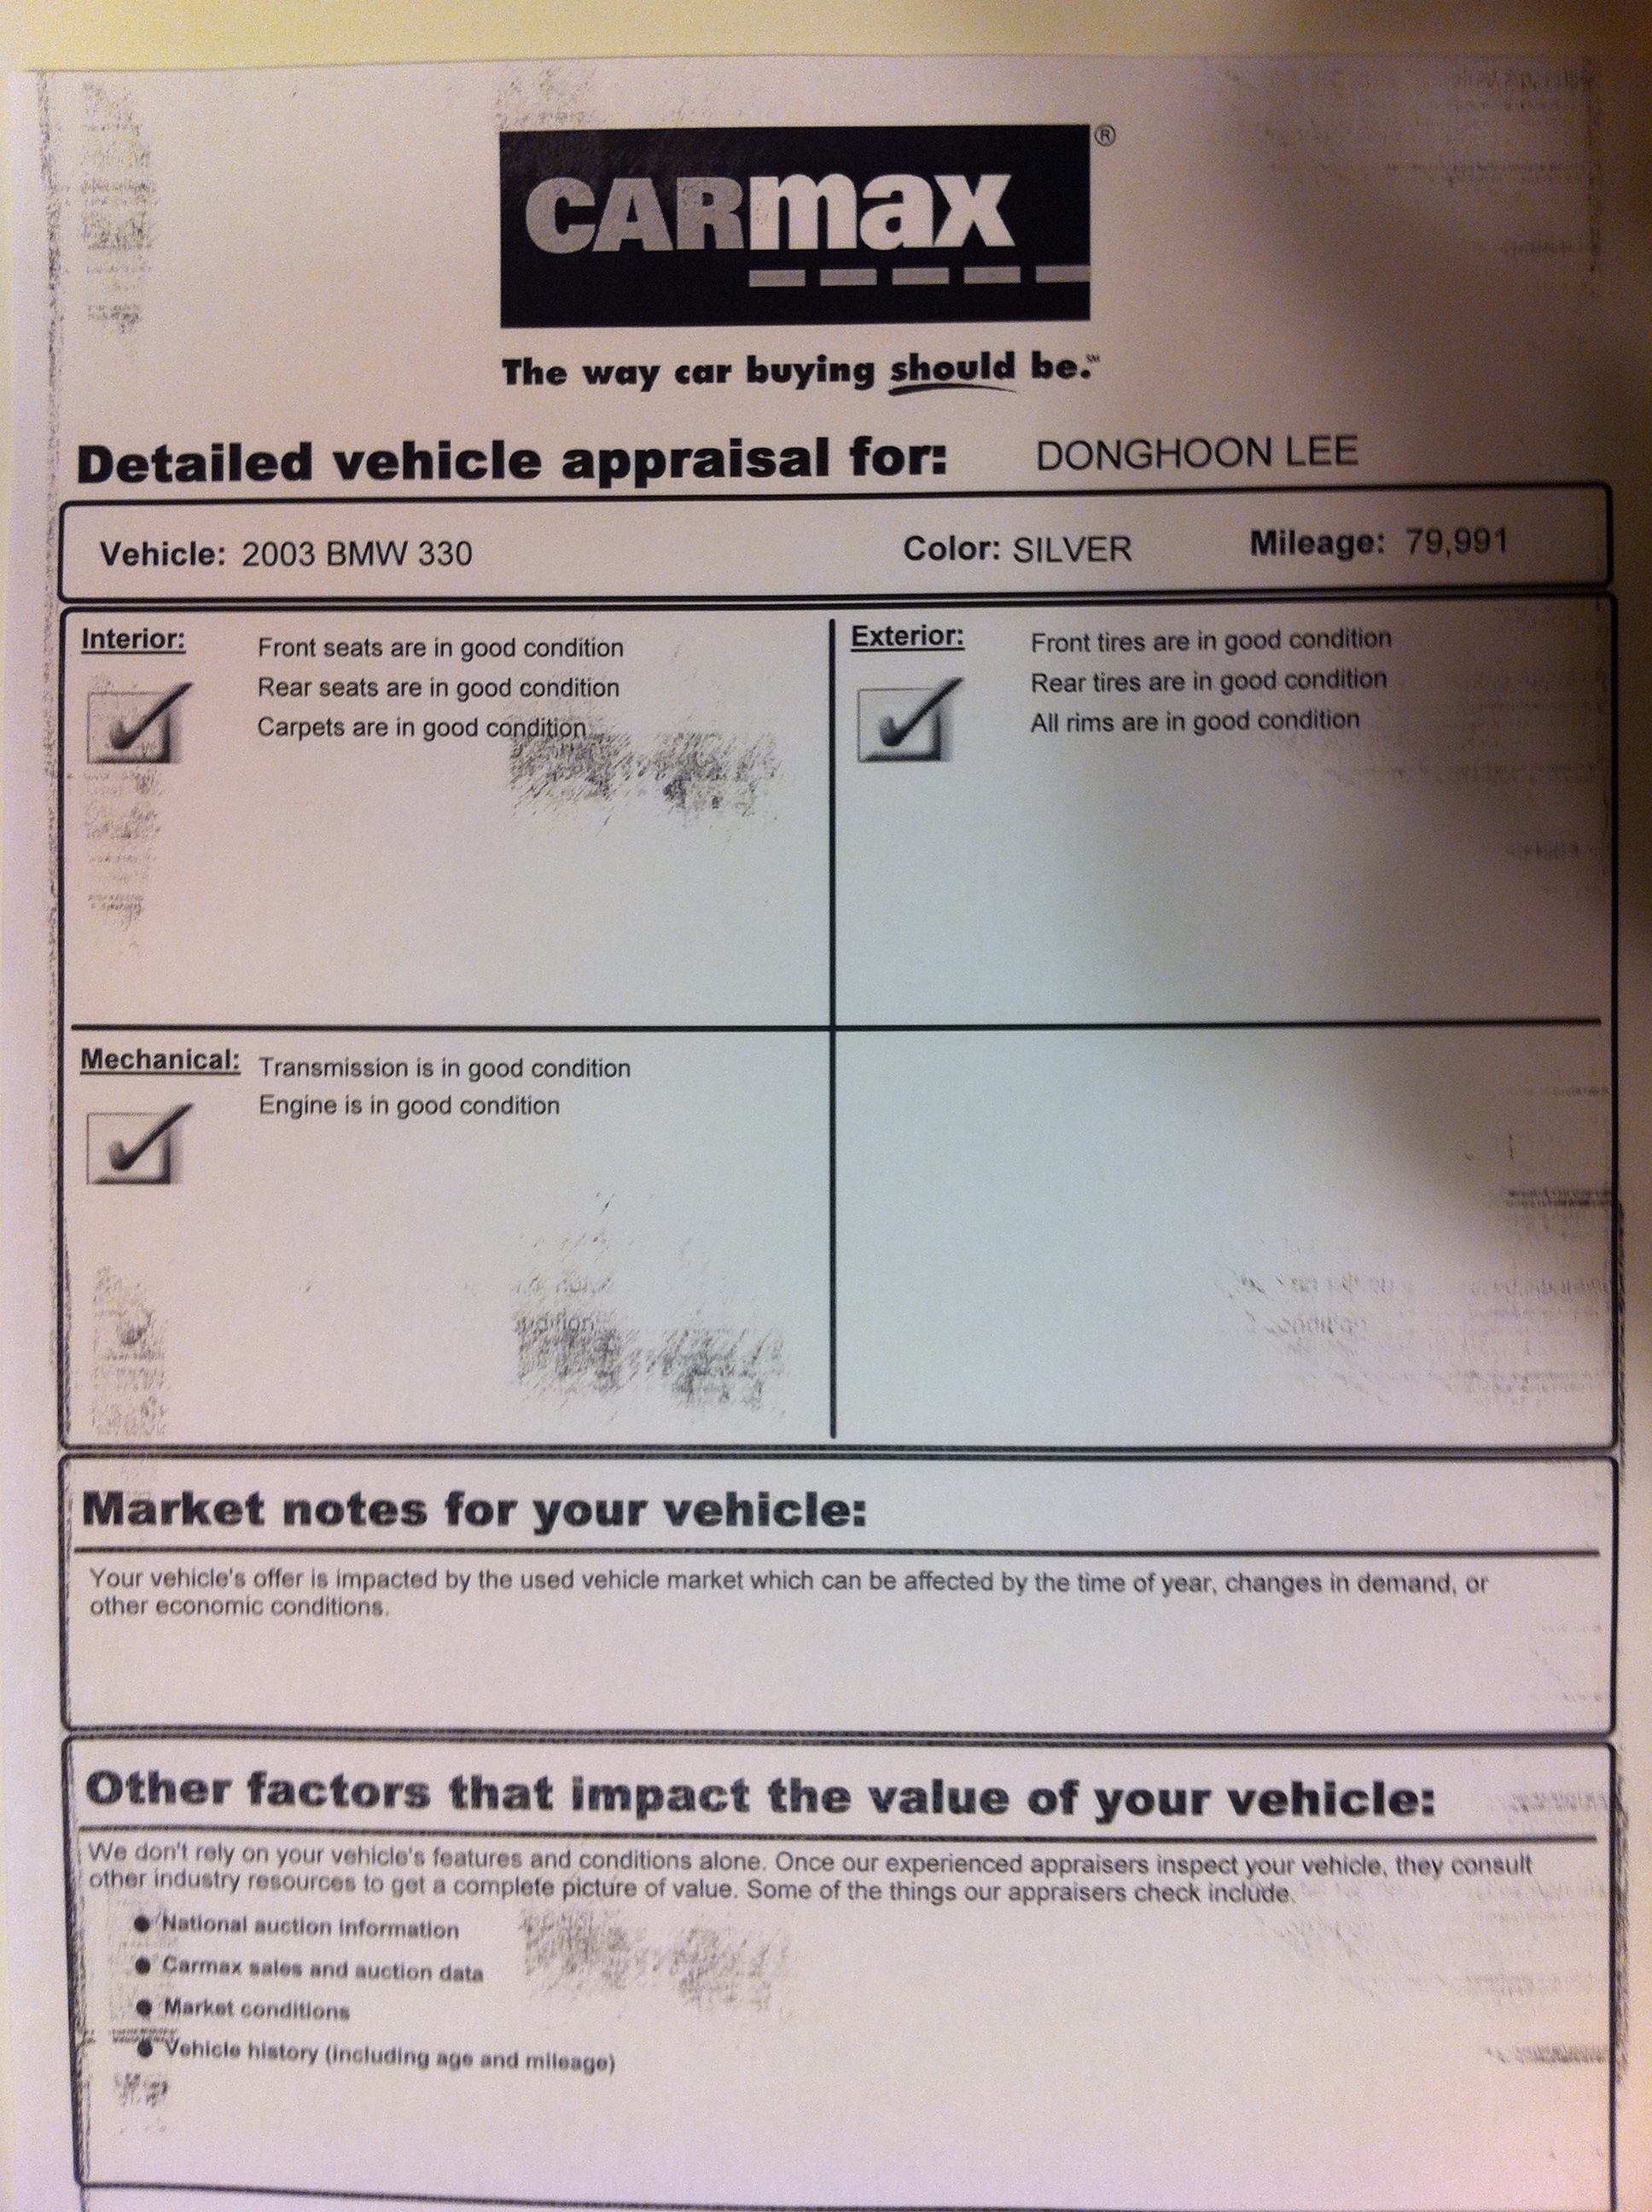 CARmax ®
The way car buying should be.℠
Detailed vehicle appraisal for: DONGHOON LEE
Vehicle: 2003 BMW 330 Color: SILVER Mileage: 79,991
Interior:
Front seats are in good condition
Rear seats are in good condition
Carpets are in good condition
Exterior:
Front tires are in good condition
Rear tires are in good condition
All rims are in good condition
Mechanical:
Transmission is in good condition
Engine is in good condition
Market notes for your vehicle:
Your vehicle's offer is impacted by the used vehicle market which can be affected by the time of year, changes in demand, or
other economic conditions.
Other factors that impact the value of your vehicle:
We don't rely on your vehicle's features and conditions alone. Once our experienced appraisers inspect your vehicle, they consult
other industry resources to get a complete picture of value. Some of the things our appraisers check include.
● National auction information
● Carmax sales and auction data
● Market conditions
● Vehicle history (including age and mileage)